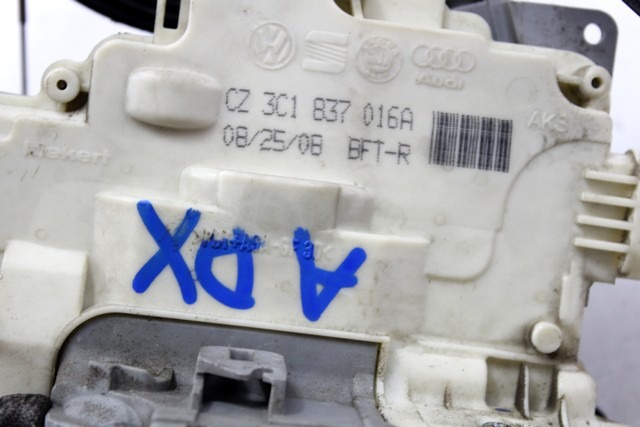 Audi
CZ 3C1 837 016A
AKS
08/25/08 BFT-R
Kiekert
A DX